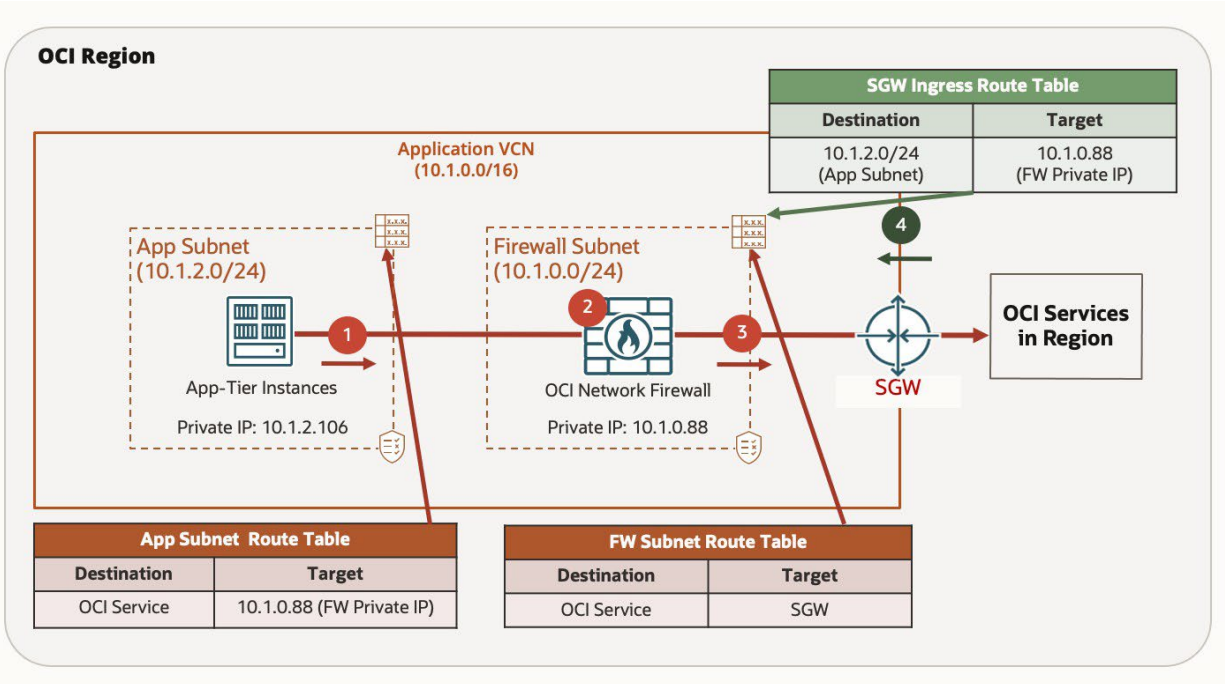 OCI Region
SGW Ingress Route Table
Destination
Target
10.1.2.0/24
(App Subnet)
10.1.0.88
(FW Private IP)
Application VCN
(10.1.0.0/16)
4
App Subnet
(10.1.2.0/24)
x.x.x.
x.x.x.
Firewall Subnet
(10.1.0.0/24)
x.x.x.
x.x.x.
1
2
3
OCI Services
in Region
App-Tier Instances
OCI Network Firewall
SGW
Private IP: 10.1.2.106
Private IP: 10.1.0.88
App Subnet Route Table
Destination
Target
OCI Service
10.1.0.88 (FW Private IP)
FW Subnet Route Table
Destination
Target
OCI Service
SGW